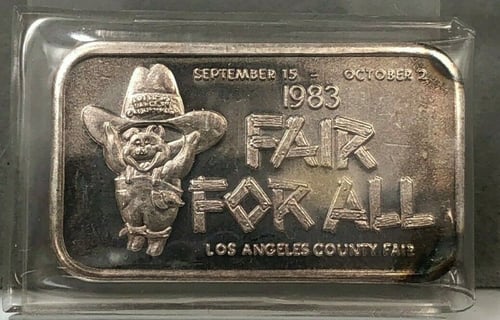 SEPTEMBER 15 - OCTOBER 2
1983
FAIR
FOR ALL
LOS ANGELES COUNTY FAIR